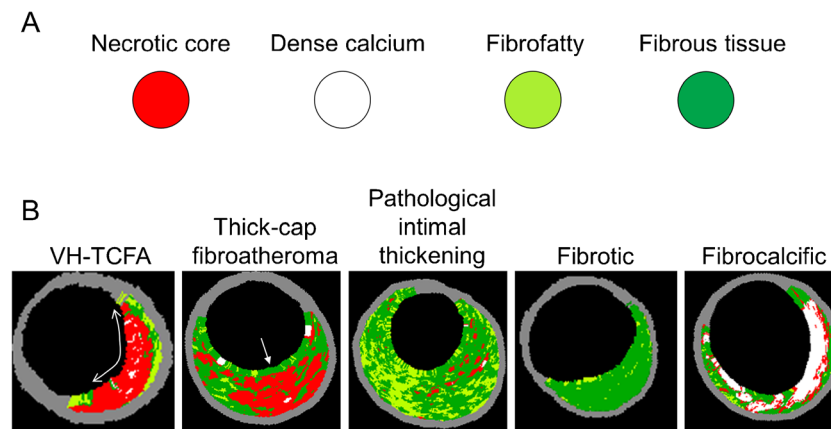 A
Necrotic core
Dense calcium
Fibrofatty
Fibrous tissue
B
VH-TCFA
Thick-cap
fibroatheroma
Pathological
intimal
thickening
Fibrotic
Fibrocalcific